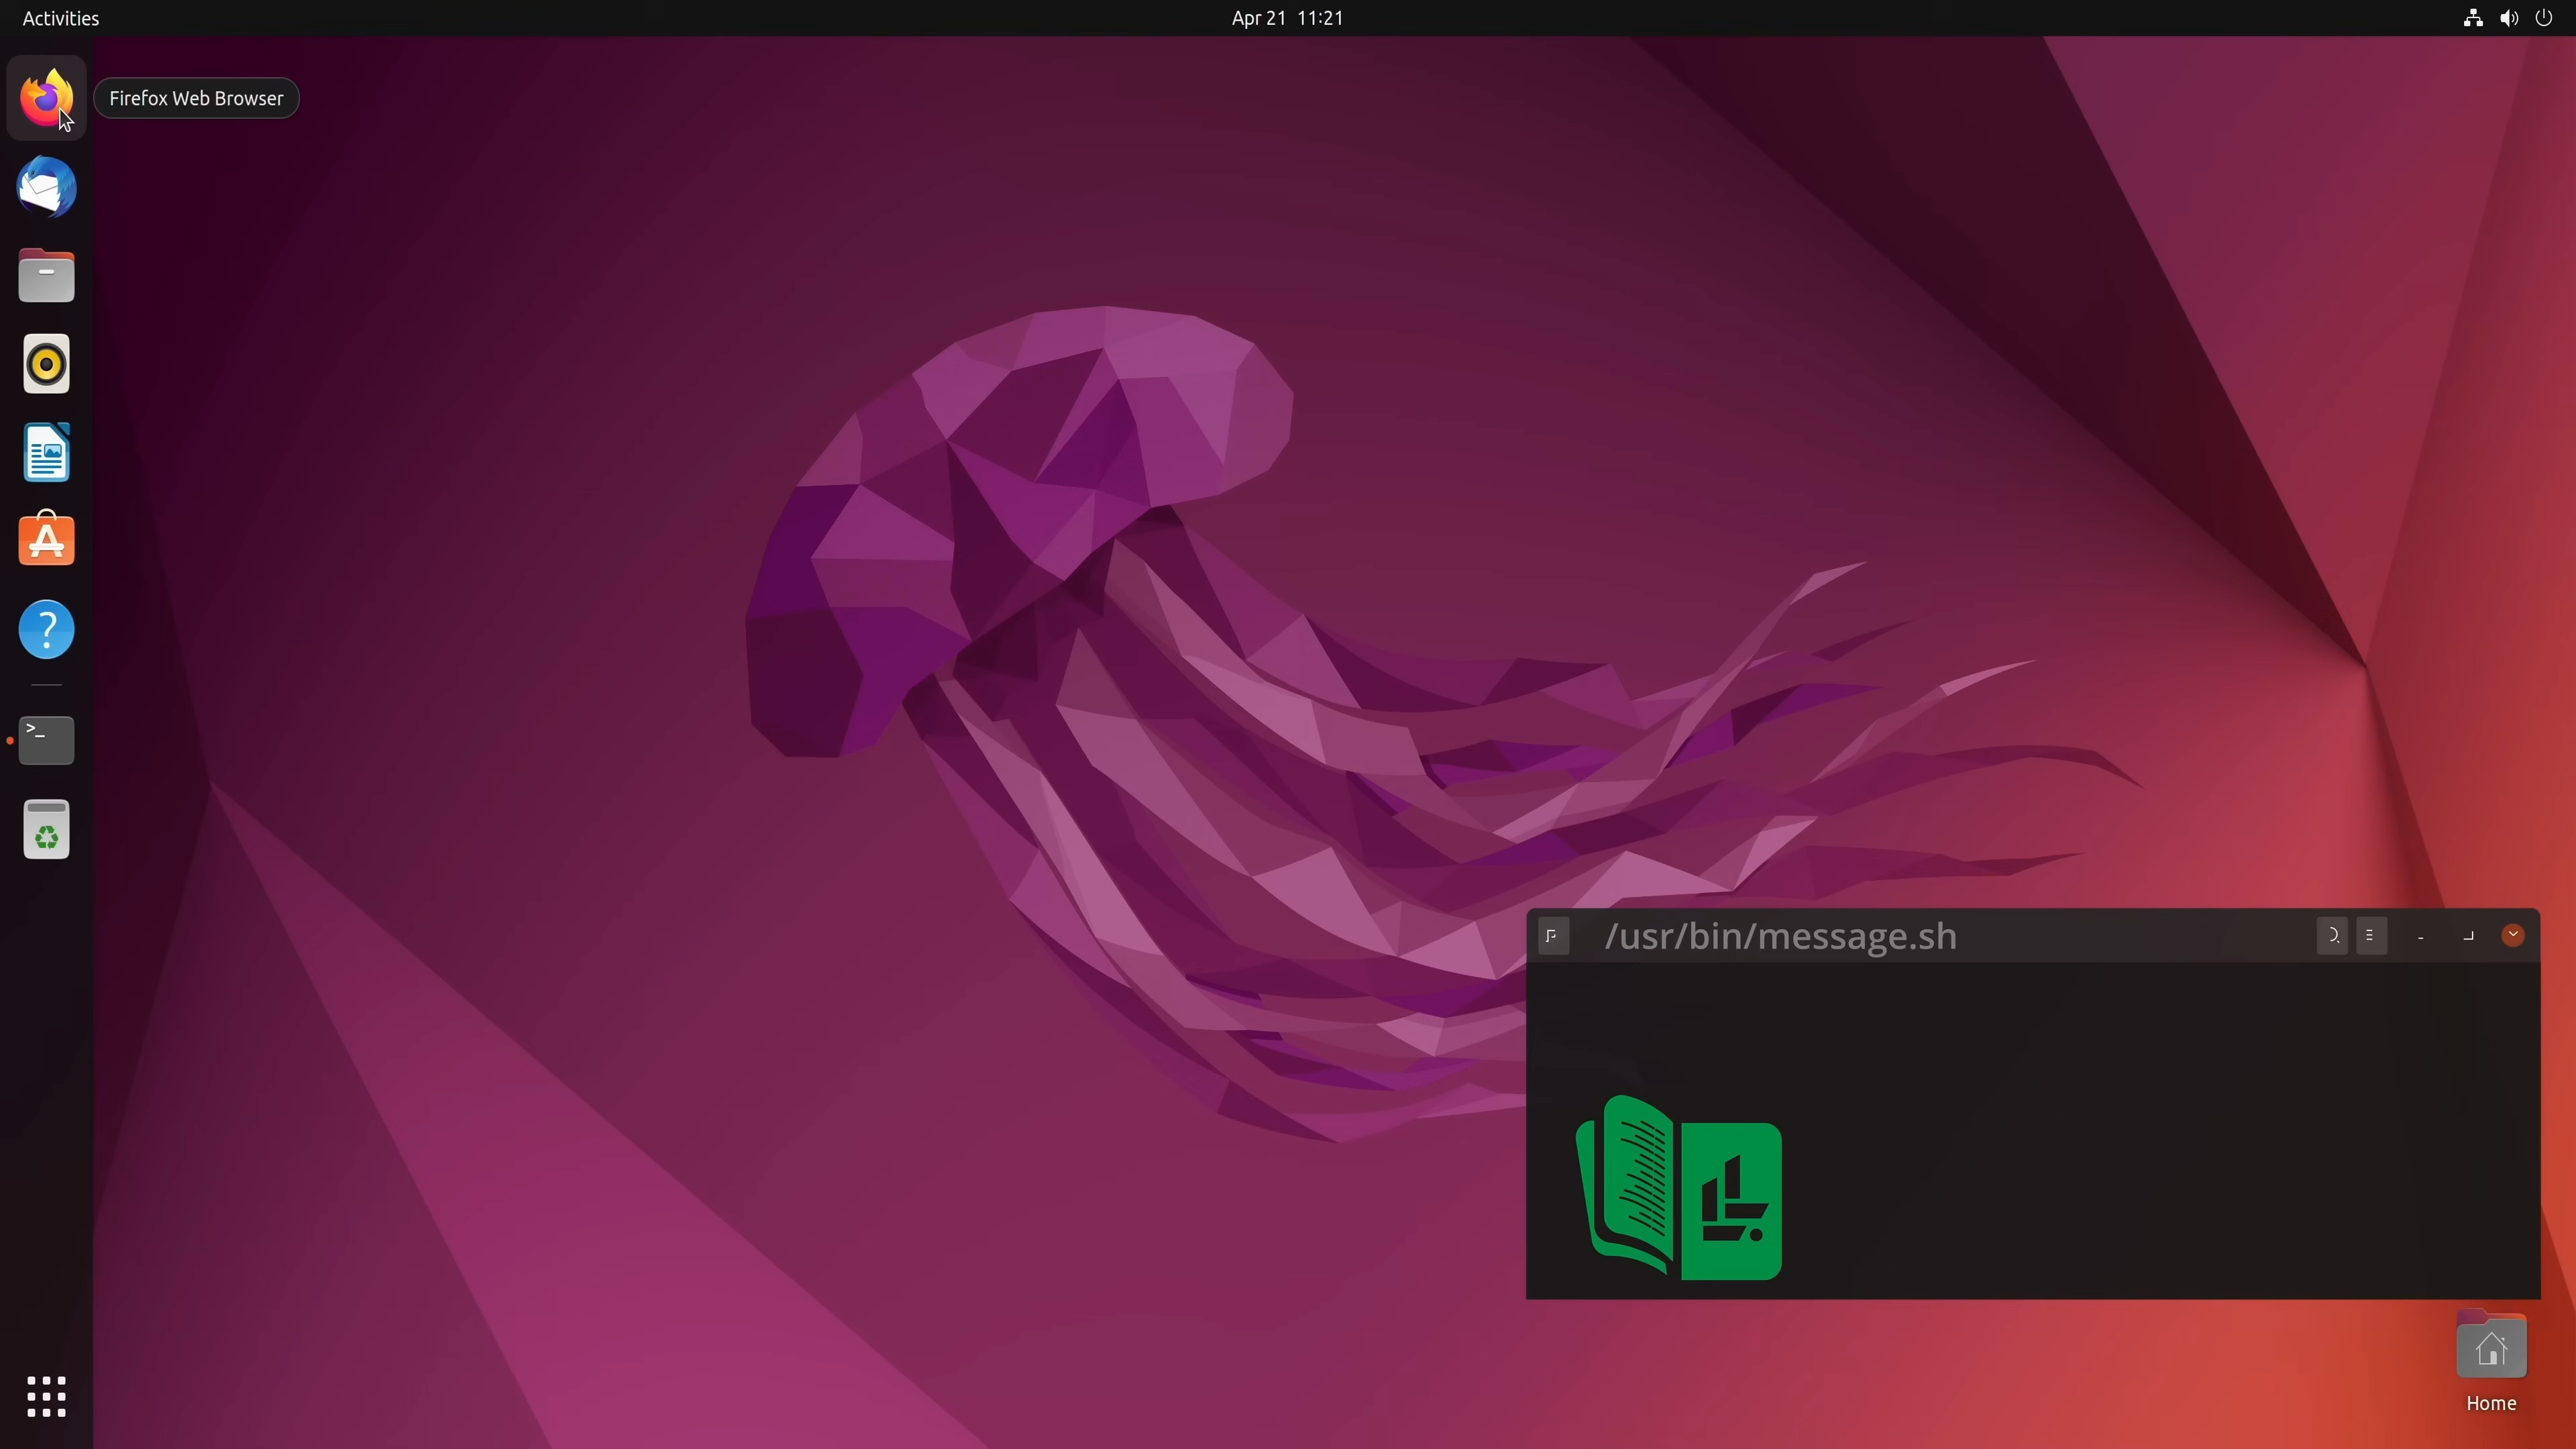 Activities
Apr 21 11:21
Firefox Web Browser
/usr/bin/message.sh
Home